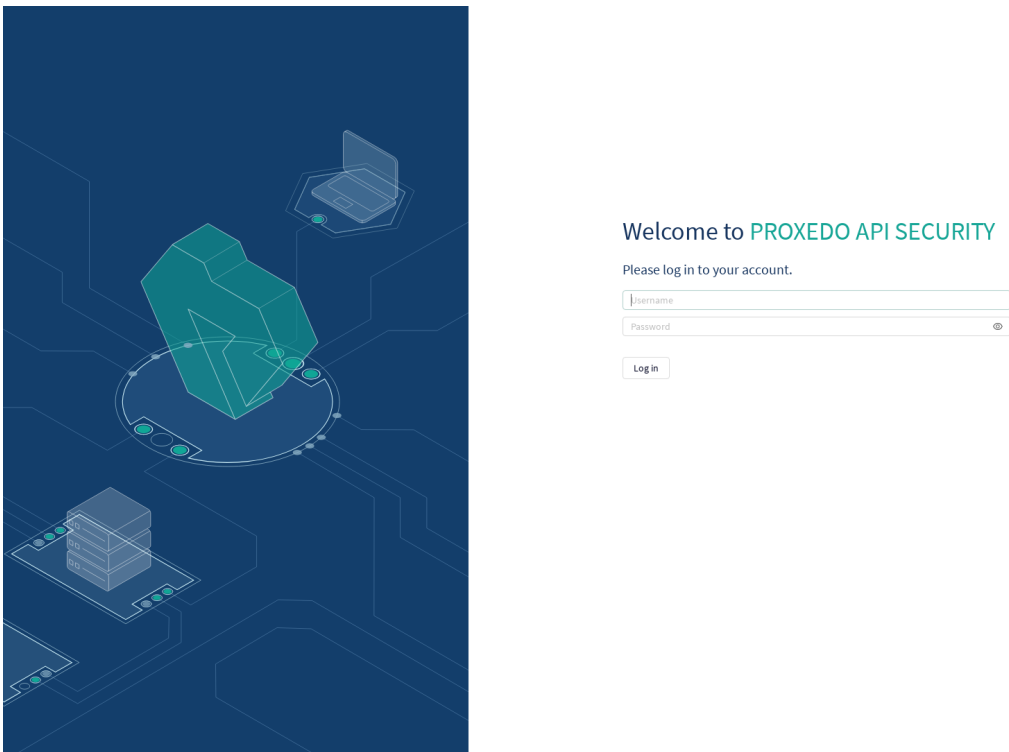 Welcome to PROXEDO API SECURITY
Please log in to your account.
Username
Password
Log in